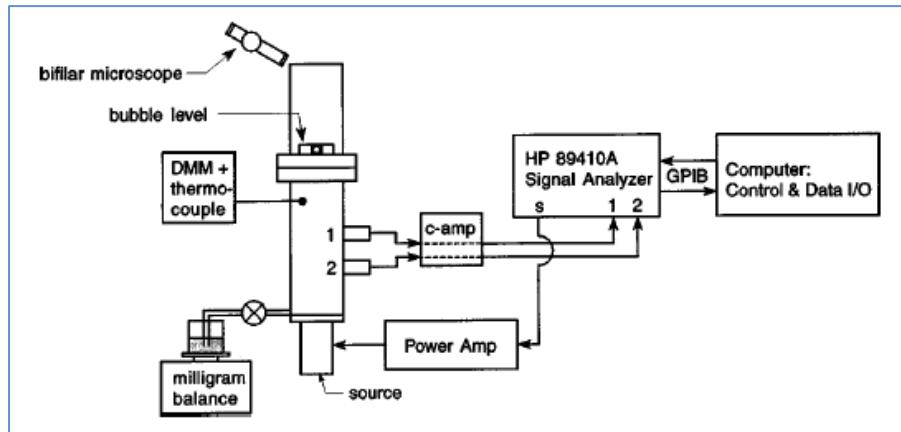 bifilar microscope
bubble level
DMM +
thermo-
couple
1
2
c-amp
HP 89410A
Signal Analyzer
s 1 2
GPIB
Computer:
Control & Data I/O
Power Amp
milligram
balance
source